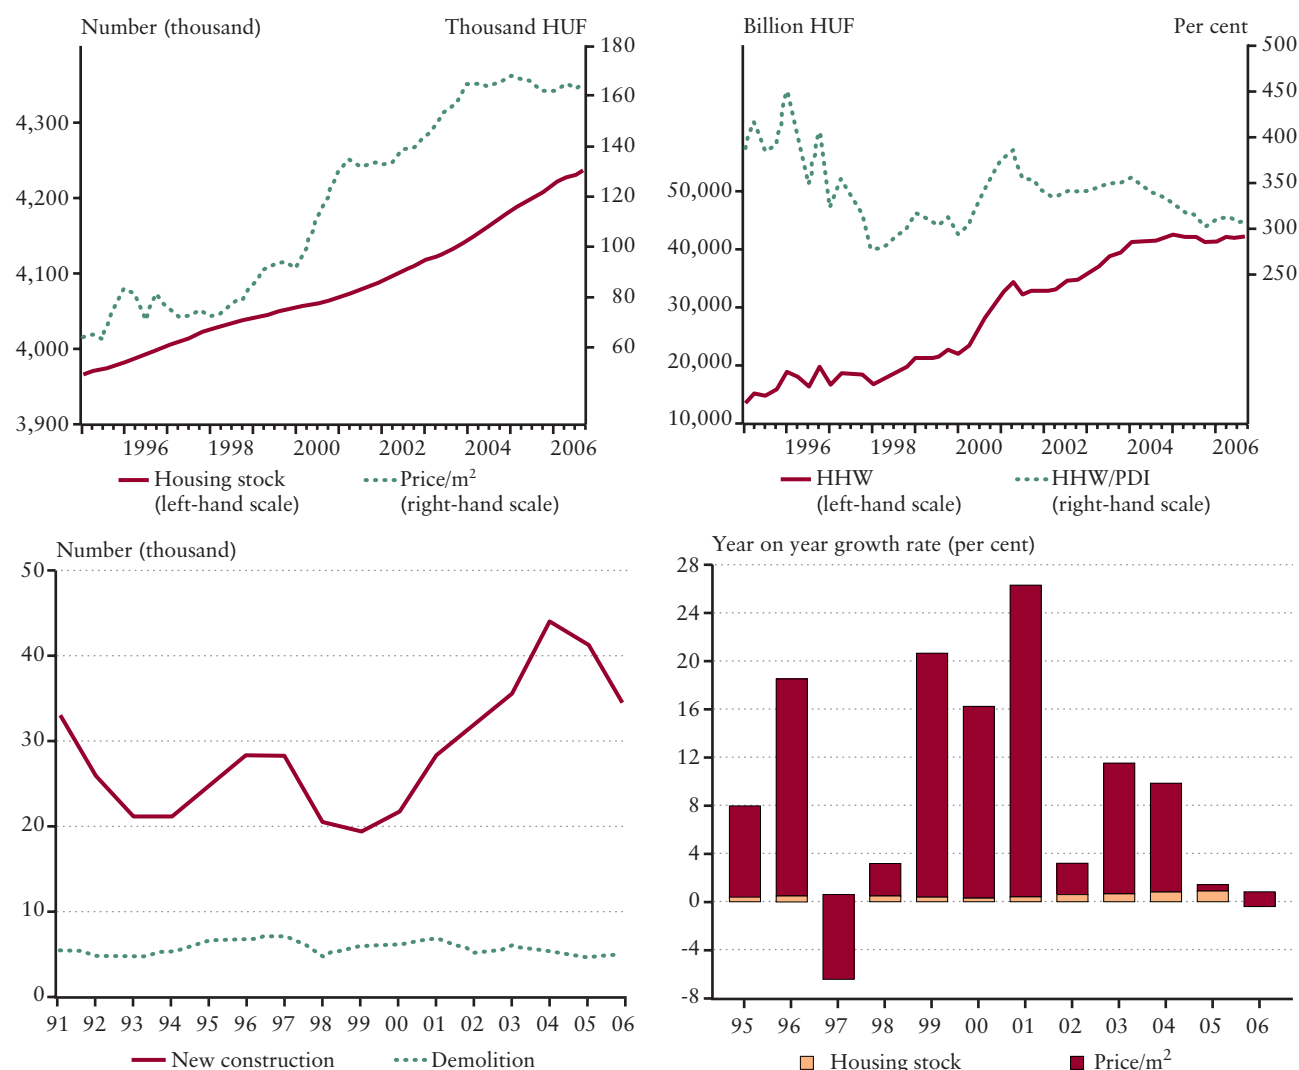 Number (thousand) Thousand HUF
180
160
4,300
140
4,200
120
100
4,100
80
4,000
60
3,900
1996 1998 2000 2002 2004 2006
Housing stock Price/m²
(left-hand scale) (right-hand scale)
Billion HUF Per cent
500
450
400
50,000
350
300
40,000
250
30,000
20,000
10,000
1996 1998 2000 2002 2004 2006
HHW HHW/PDI
(left-hand scale) (right-hand scale)
Number (thousand)
50
40
30
20
10
0
91 92 93 94 95 96 97 98 99 00 01 02 03 04 05 06
New construction Demolition
Year on year growth rate (per cent)
28
24
20
16
12
8
4
0
-4
-8
95 96 97 98 99 00 01 02 03 04 05 06
Housing stock Price/m²